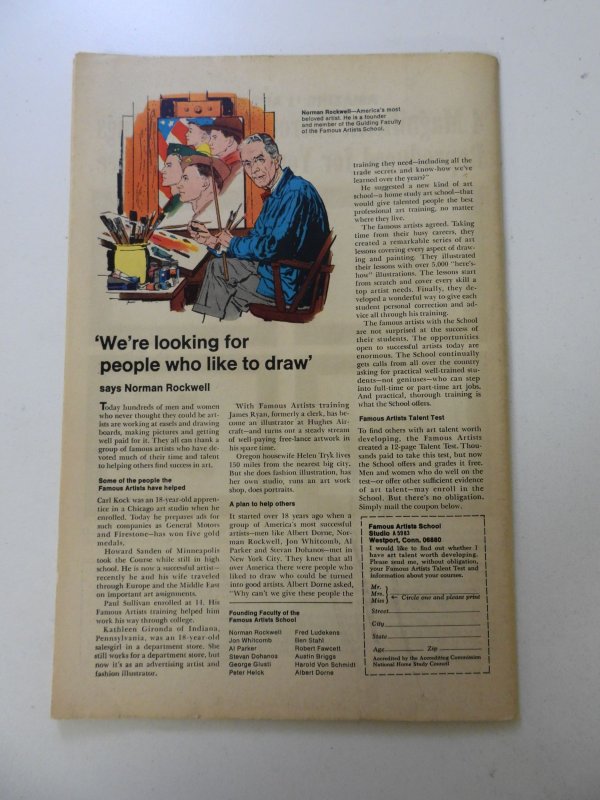 Norman Rockwell—America's most
beloved artist. He is a founder
and member of the Guiding Faculty
of the Famous Artists School.
'We're looking for
people who like to draw'
says Norman Rockwell
Today hundreds of men and women
who never thought they could be art-
ists are working at easels and drawing
boards, making pictures and getting
well paid for it. They all can thank a
group of famous artists who have de-
voted much of their time and talent
to helping others find success in art.
Some of the people the
Famous Artists have helped
Carl Kock was an 18-year-old appren-
tice in a Chicago art studio when he
enrolled. Today he prepares ads for
such companies as General Motors
and Firestone—has won five gold
medals.
Howard Sanden of Minneapolis
took the Course while still in high
school. He is now a successful artist—
recently he and his wife traveled
through Europe and the Middle East
on important art assignments.
Paul Sullivan enrolled at 14. His
Famous Artists training helped him
work his way through college.
Kathleen Gironda of Indiana,
Pennsylvania, was an 18-year-old
salesgirl in a department store. She
still works for a department store, but
now it's as an advertising artist and
fashion illustrator.
With Famous Artists training
James Ryan, formerly a clerk, has be-
come an illustrator at Hughes Air-
craft—and turns out a steady stream
of well-paying free-lance artwork in
his spare time.
Oregon housewife Helen Tryk lives
150 miles from the nearest big city.
But she does fashion illustration, has
her own studio, runs an art work
shop, does portraits.
A plan to help others
It started over 18 years ago when a
group of America's most successful
artists—men like Albert Dorne, Nor-
man Rockwell, Jon Whitcomb, Al
Parker and Stevan Dohanos—met in
New York City. They knew that all
over America there were people who
liked to draw who could be turned
into good artists. Albert Dorne asked,
"Why can't we give these people the
Founding Faculty of the
Famous Artists School
Norman Rockwell
Jon Whitcomb
Al Parker
Stevan Dohanos
George Giusti
Peter Helck
Fred Ludekens
Ben Stahl
Robert Fawcett
Austin Briggs
Harold Von Schmidt
Albert Dorne
training they need—including all the
trade secrets and know-how we've
learned over the years?"
He suggested a new kind of art
school—a home study art school—that
would give talented people the best
professional art training, no matter
where they live.
The famous artists agreed. Taking
time from their busy careers, they
created a remarkable series of art
lessons covering every aspect of draw-
ing and painting. They illustrated
their lessons with over 5,000 "here's-
how" illustrations. The lessons start
from scratch and cover every skill a
top artist needs. Finally, they de-
veloped a wonderful way to give each
student personal correction and ad-
vice all through his training.
The famous artists with the School
are not surprised at the success of
their students. The opportunities
open to successful artists today are
enormous. The School continually
gets calls from all over the country
asking for practical well-trained stu-
dents—not geniuses—who can step
into full-time or part-time art jobs.
And practical, thorough training is
what the School offers.
Famous Artists Talent Test
To find others with art talent worth
developing, the Famous Artists
created a 12-page Talent Test. Thou-
sands paid to take this test, but now
the School offers and grades it free.
Men and women who do well on the
test—or offer other sufficient evidence
of art talent—may enroll in the
School. But there's no obligation.
Simply mail the coupon below.
Famous Artists School
Studio A5983
Westport, Conn. 06880
I would like to find out whether I
have art talent worth developing.
Please send me, without obligation,
your Famous Artists Talent Test and
information about your courses.
Mr.
Mrs.
Miss
← Circle one and please print
Street
City
State
Age Zip
Accredited by the Accrediting Commission
National Home Study Council